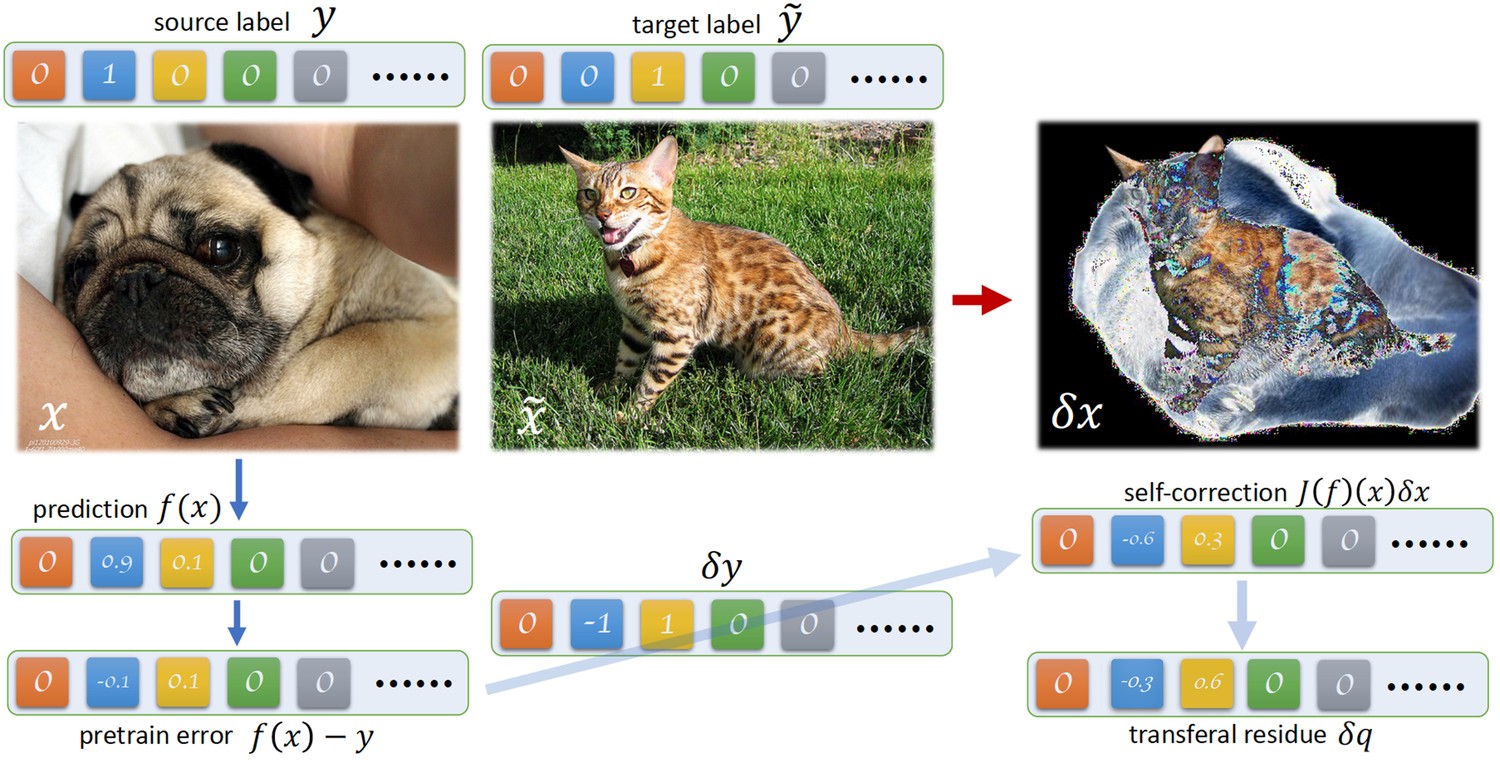 source label y
target label ỹ
0 1 0 0 0 ......
0 0 1 0 0 ......
x
x̃
δx
prediction f(x)
self-correction J(f)(x)δx
0 0.9 0.1 0 0 ......
δy
0 -0.6 0.3 0 0 ......
0 -1 1 0 0 ......
0 -0.1 0.1 0 0 ......
0 -0.3 0.6 0 0 ......
pretrain error f(x) − y
transferal residue δq